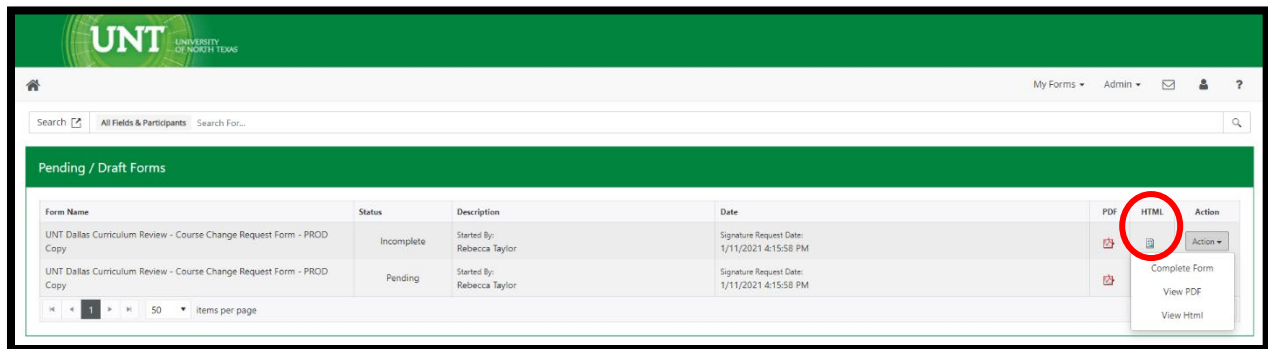 UNT UNIVERSITY
OF NORTH TEXAS
My Forms Admin ?
Search All Fields & Participants Search For...
Pending / Draft Forms
Form Name Status Description Date PDF HTML Action
UNT Dallas Curriculum Review - Course Change Request Form - PROD
Copy
Incomplete
Started By:
Rebecca Taylor
Signature Request Date:
1/11/2021 4:15:58 PM
Action
UNT Dallas Curriculum Review - Course Change Request Form - PROD
Copy
Pending
Started By:
Rebecca Taylor
Signature Request Date:
1/11/2021 4:15:58 PM
Complete Form
View PDF
View Html
1 50 items per page